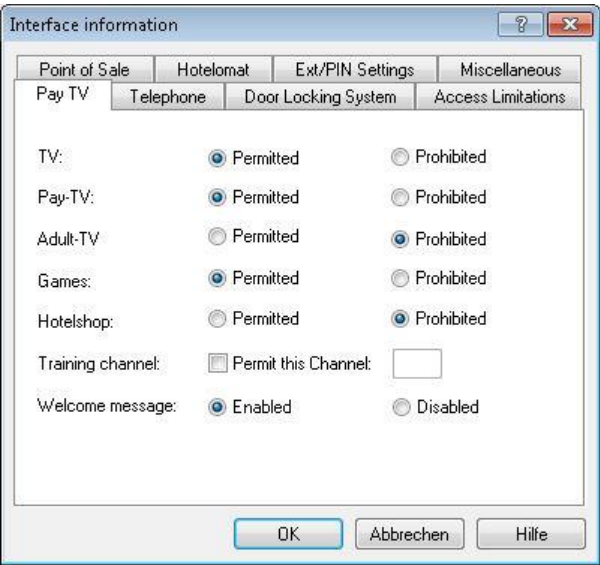 Interface information
Point of Sale Hotelomat Ext/PIN Settings Miscellaneous
Pay TV Telephone Door Locking System Access Limitations
TV: Permitted Prohibited
Pay-TV: Permitted Prohibited
Adult-TV Permitted Prohibited
Games: Permitted Prohibited
Hotelshop: Permitted Prohibited
Training channel: Permit this Channel:
Welcome message: Enabled Disabled
OK Abbrechen Hilfe